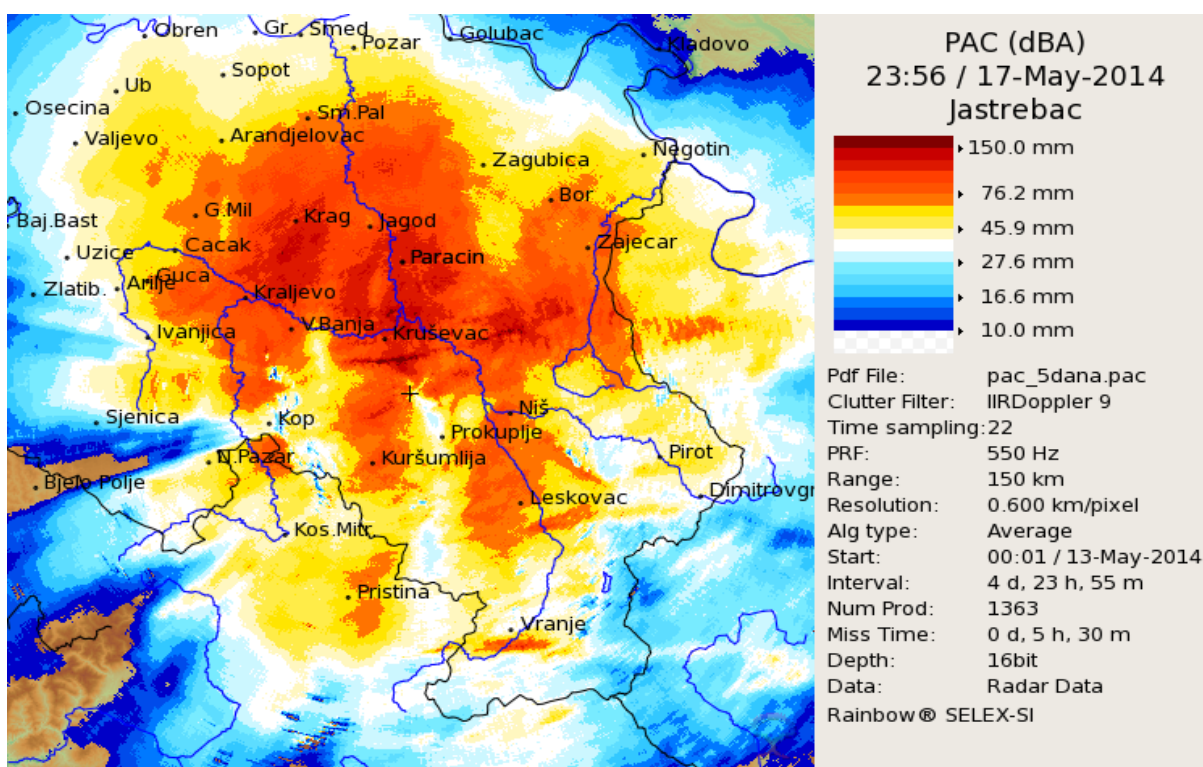 Obren
Gr.
Smed
Pozar
Golubac
Kladovo
Sopot
Ub
Osecina
Sm.Pal
Valjevo
Arandjelovac
Zagubica
Negotin
Bor
G.Mil
Krag
Jagod
Baj.Bast
Zajecar
Uzice
Cacak
Paracin
Guca
Zlatib.
Arilje
Kraljevo
Ivanjica
V.Banja
Kruševac
Sjenica
Kop
Niš
Prokuplje
N.Pazar
Kuršumlija
Pirot
Bjelo Polje
Leskovac
Dimitrovgr
Kos.Mitr
Pristina
Vranje
PAC (dBA)
23:56 / 17-May-2014
Jastrebac
150.0 mm
76.2 mm
45.9 mm
27.6 mm
16.6 mm
10.0 mm
Pdf File: pac_5dana.pac
Clutter Filter: IIRDoppler 9
Time sampling:22
PRF: 550 Hz
Range: 150 km
Resolution: 0.600 km/pixel
Alg type: Average
Start: 00:01 / 13-May-2014
Interval: 4 d, 23 h, 55 m
Num Prod: 1363
Miss Time: 0 d, 5 h, 30 m
Depth: 16bit
Data: Radar Data
Rainbow® SELEX-SI